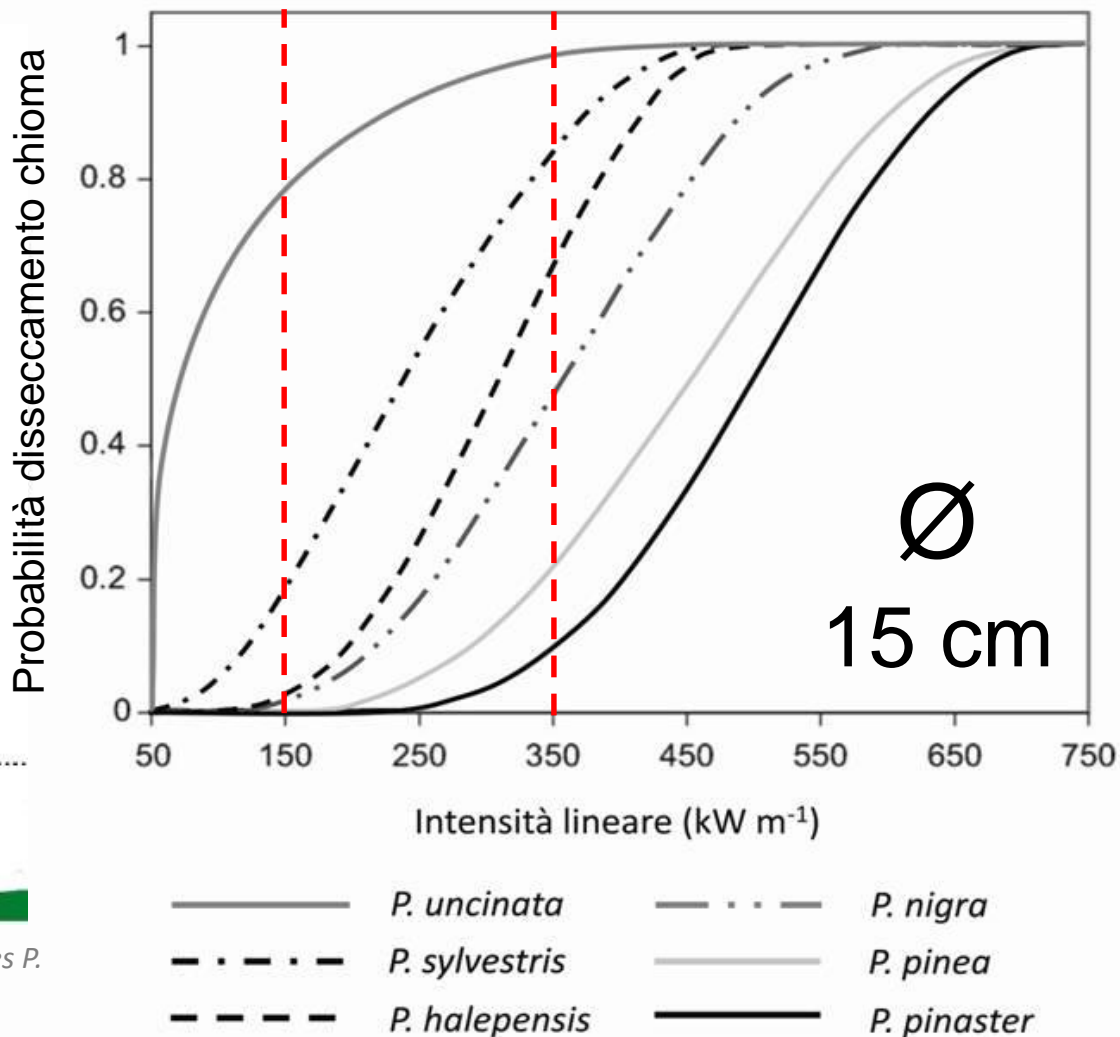 Probabilità disseccamento chioma
1
0.8
0.6
0.4
0.2
0
50 150 250 350 450 550 650 750
Ø
15 cm
Intensità lineare (kW m⁻¹)
P. uncinata
P. nigra
P. sylvestris
P. pinea
P. halepensis
P. pinaster
P.